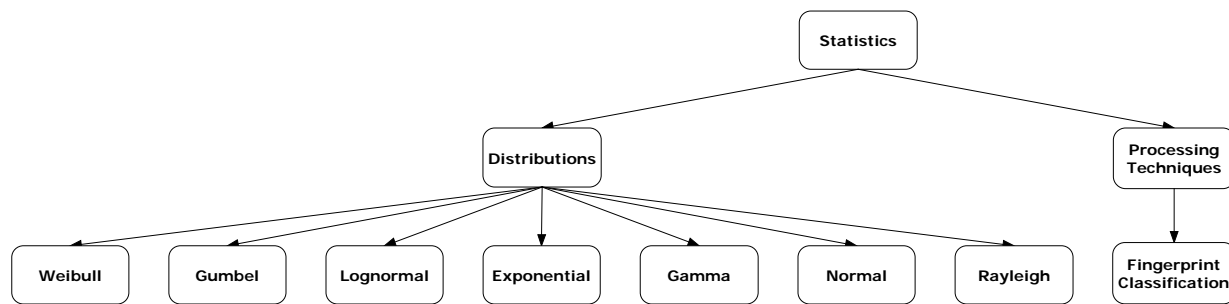 Statistics
Distributions
Processing
Techniques
Weibull
Gumbel
Lognormal
Exponential
Gamma
Normal
Rayleigh
Fingerprint
Classification